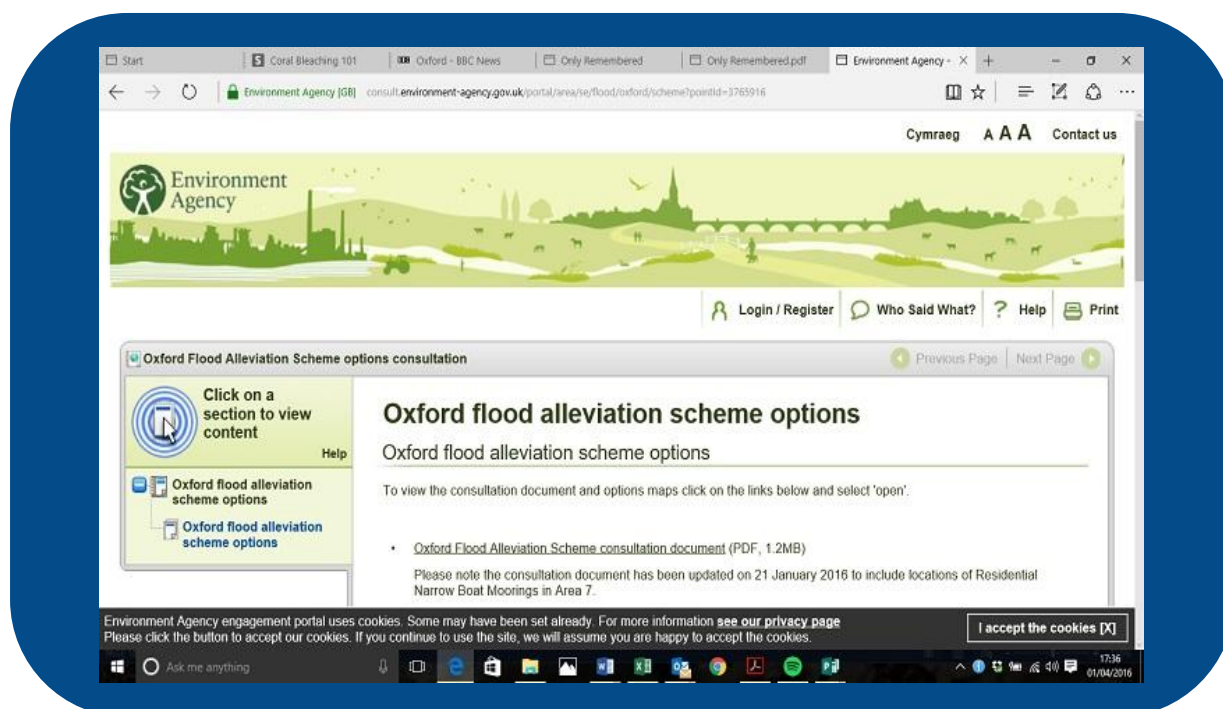 Start
Coral Bleaching 101
Oxford - BBC News
Only Remembered
Only Remembered.pdf
Environment Agency -
Environment Agency [GB]
consult.environment-agency.gov.uk/portal/area/se/flood/oxford/scheme?pointId=3765916
Cymraeg A A A Contact us
Environment
Agency
Login / Register Who Said What? ? Help Print
Oxford Flood Alleviation Scheme options consultation
Previous Page Next Page
Click on a
section to view
content
Help
Oxford flood alleviation
scheme options
Oxford flood alleviation
scheme options
Oxford flood alleviation scheme options
Oxford flood alleviation scheme options
To view the consultation document and options maps click on the links below and select 'open'.
• Oxford Flood Alleviation Scheme consultation document (PDF, 1.2MB)
Please note the consultation document has been updated on 21 January 2016 to include locations of Residential
Narrow Boat Moorings in Area 7.
Environment Agency engagement portal uses cookies. Some may have been set already. For more information see our privacy page
Please click the button to accept our cookies. If you continue to use the site, we will assume you are happy to accept the cookies.
I accept the cookies [X]
Ask me anything
17:36
01/04/2016